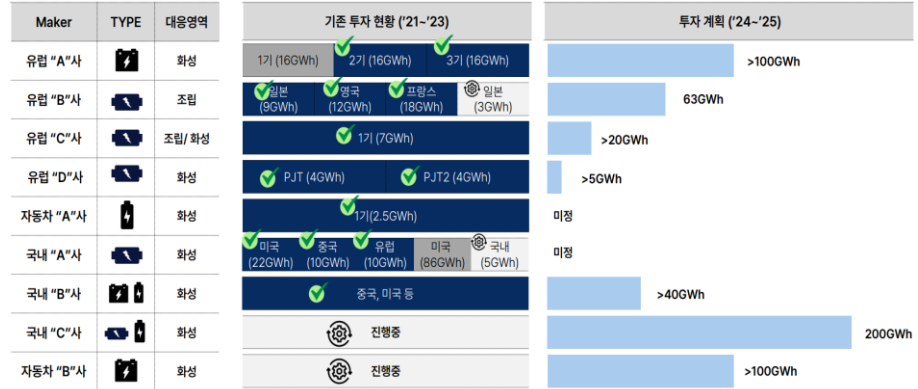 Maker TYPE 대응영역 기존 투자 현황 ('21~'23) 투자 계획 ('24~'25)
유럽 "A"사 화성 1기 (16GWh) 2기 (16GWh) 3기 (16GWh) >100GWh
유럽 "B"사 조립 일본 영국 프랑스 일본 63GWh
(9GWh) (12GWh) (18GWh) (3GWh)
유럽 "C"사 조립/ 화성 1기 (7GWh) >20GWh
유럽 "D"사 화성 PJT (4GWh) PJT2 (4GWh) >5GWh
자동차 "A"사 화성 1기(2.5GWh) 미정
국내 "A"사 화성 미국 중국 유럽 미국 국내 미정
(22GWh) (10GWh) (10GWh) (86GWh) (5GWh)
국내 "B"사 화성 중국, 미국 등 >40GWh
국내 "C"사 화성 진행중 200GWh
자동차 "B"사 화성 진행중 >100GWh